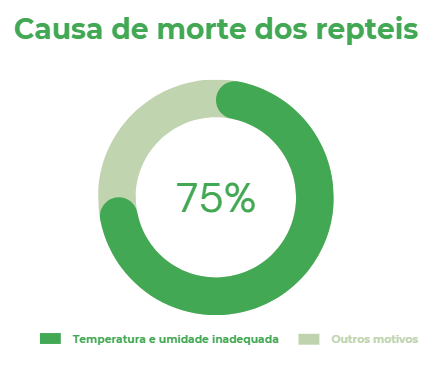 Causa de morte dos repteis
75%
Temperatura e umidade inadequada
Outros motivos